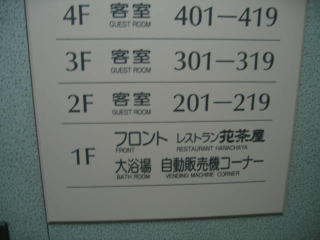 4F 客室 401－419
GUEST ROOM
3F 客室 301－319
GUEST ROOM
2F 客室 201－219
GUEST ROOM
1F フロント レストラン花茶屋
FRONT RESTAURANT HANACHAYA
大浴場 自動販売機コーナー
BATH ROOM VENDING MACHINE CORNER